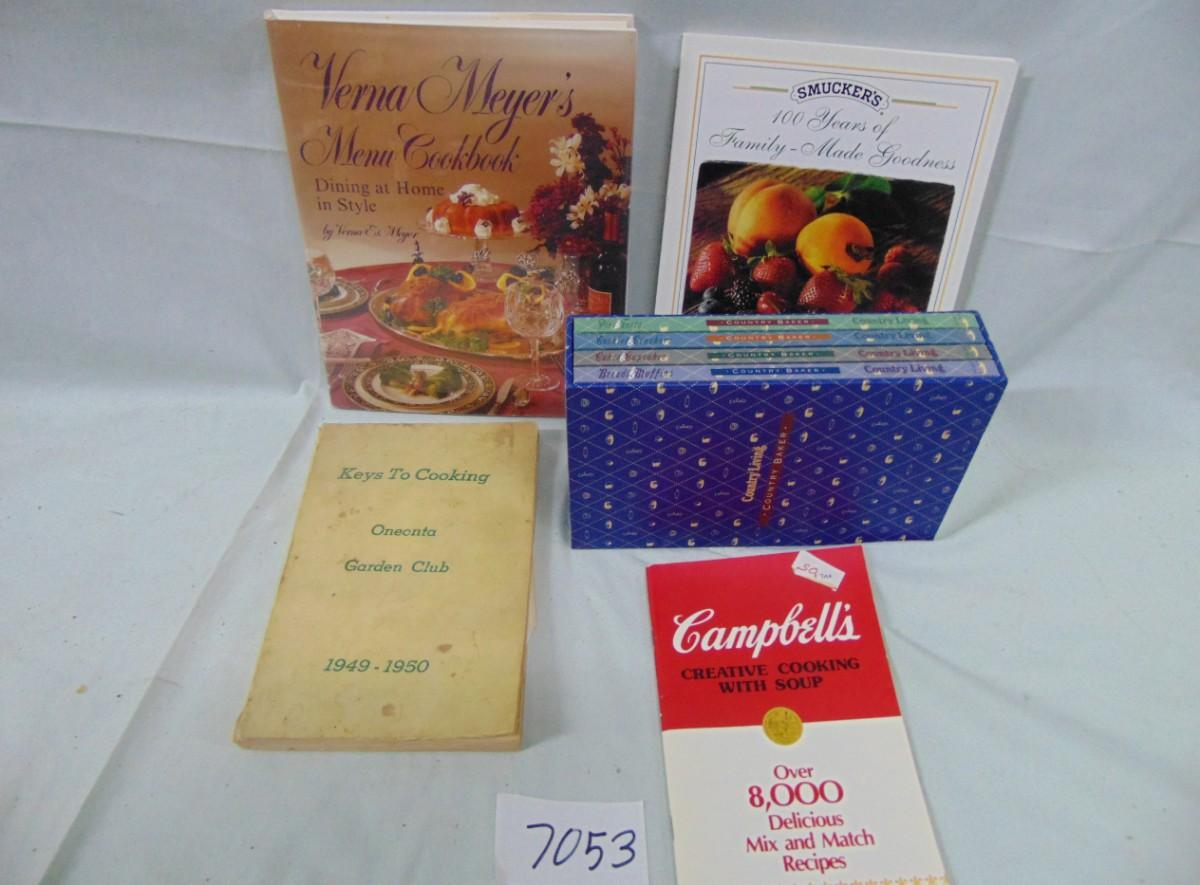 Verna Meyer's
Menu Cookbook
Dining at Home
in Style
by Verna E. Meyer
SMUCKER'S
100 Years of
Family-Made Goodness
COUNTRY BAKER Country Living
COUNTRY BAKER Country Living
COUNTRY BAKER Country Living
Breads & Muffins COUNTRY BAKER Country Living
Country Living
COUNTRY BAKER
Keys To Cooking
Oneonta
Garden Club
1949-1950
Campbell's
CREATIVE COOKING
WITH SOUP
Over
8,000
Delicious
Mix and Match
Recipes
7053